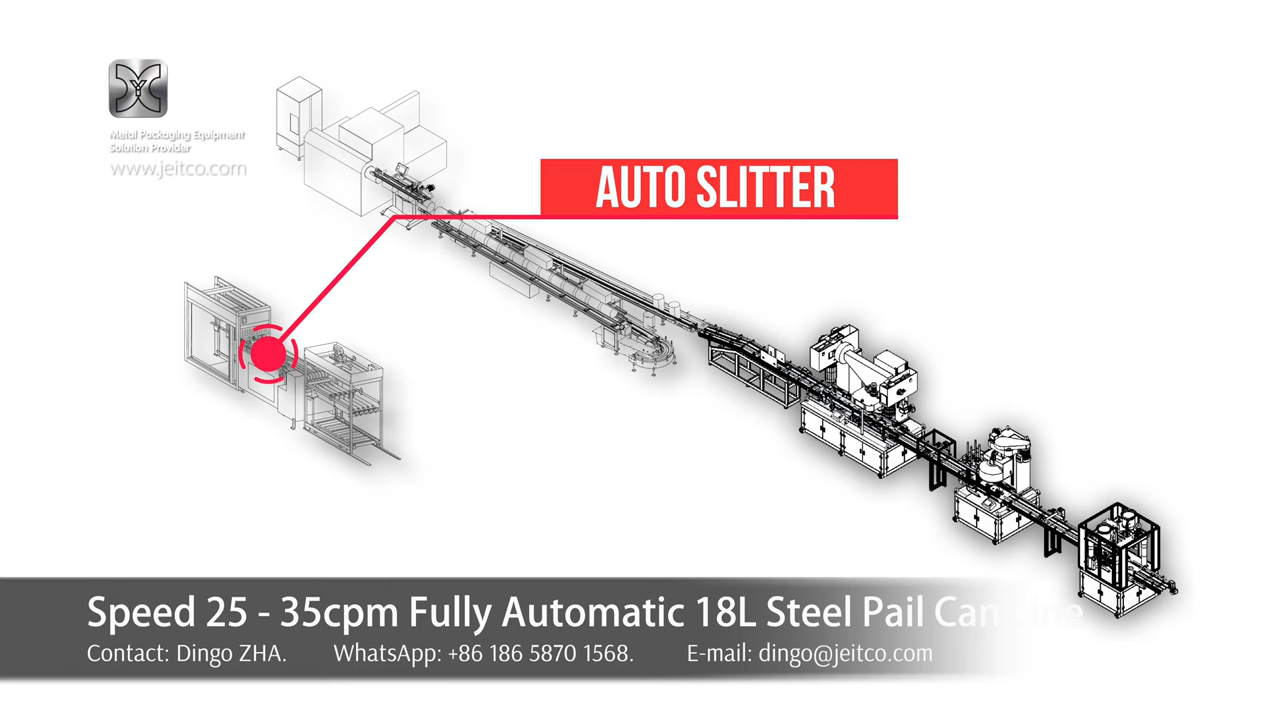 Metal Packaging Equipment
Solution Provider
www.jeitco.com
AUTO SLITTER
Speed 25 - 35cpm Fully Automatic 18L Steel Pail Can Line
Contact: Dingo ZHA. WhatsApp: +86 186 5870 1568. E-mail: dingo@jeitco.com